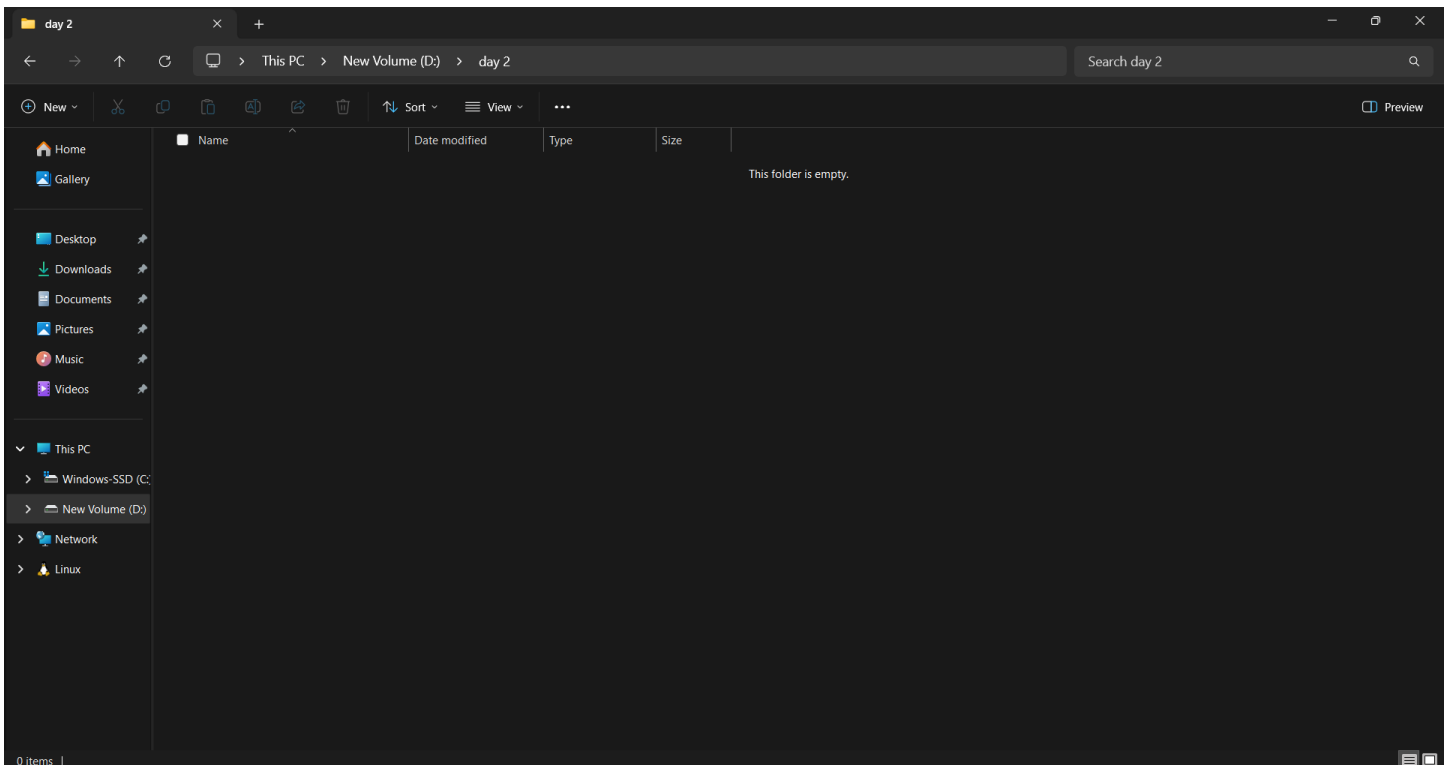 day 2
This PC > New Volume (D:) > day 2
Search day 2
New
Sort
View
Preview
Name
Date modified
Type
Size
This folder is empty.
Home
Gallery
Desktop
Downloads
Documents
Pictures
Music
Videos
This PC
Windows-SSD (C:)
New Volume (D:)
Network
Linux
0 items